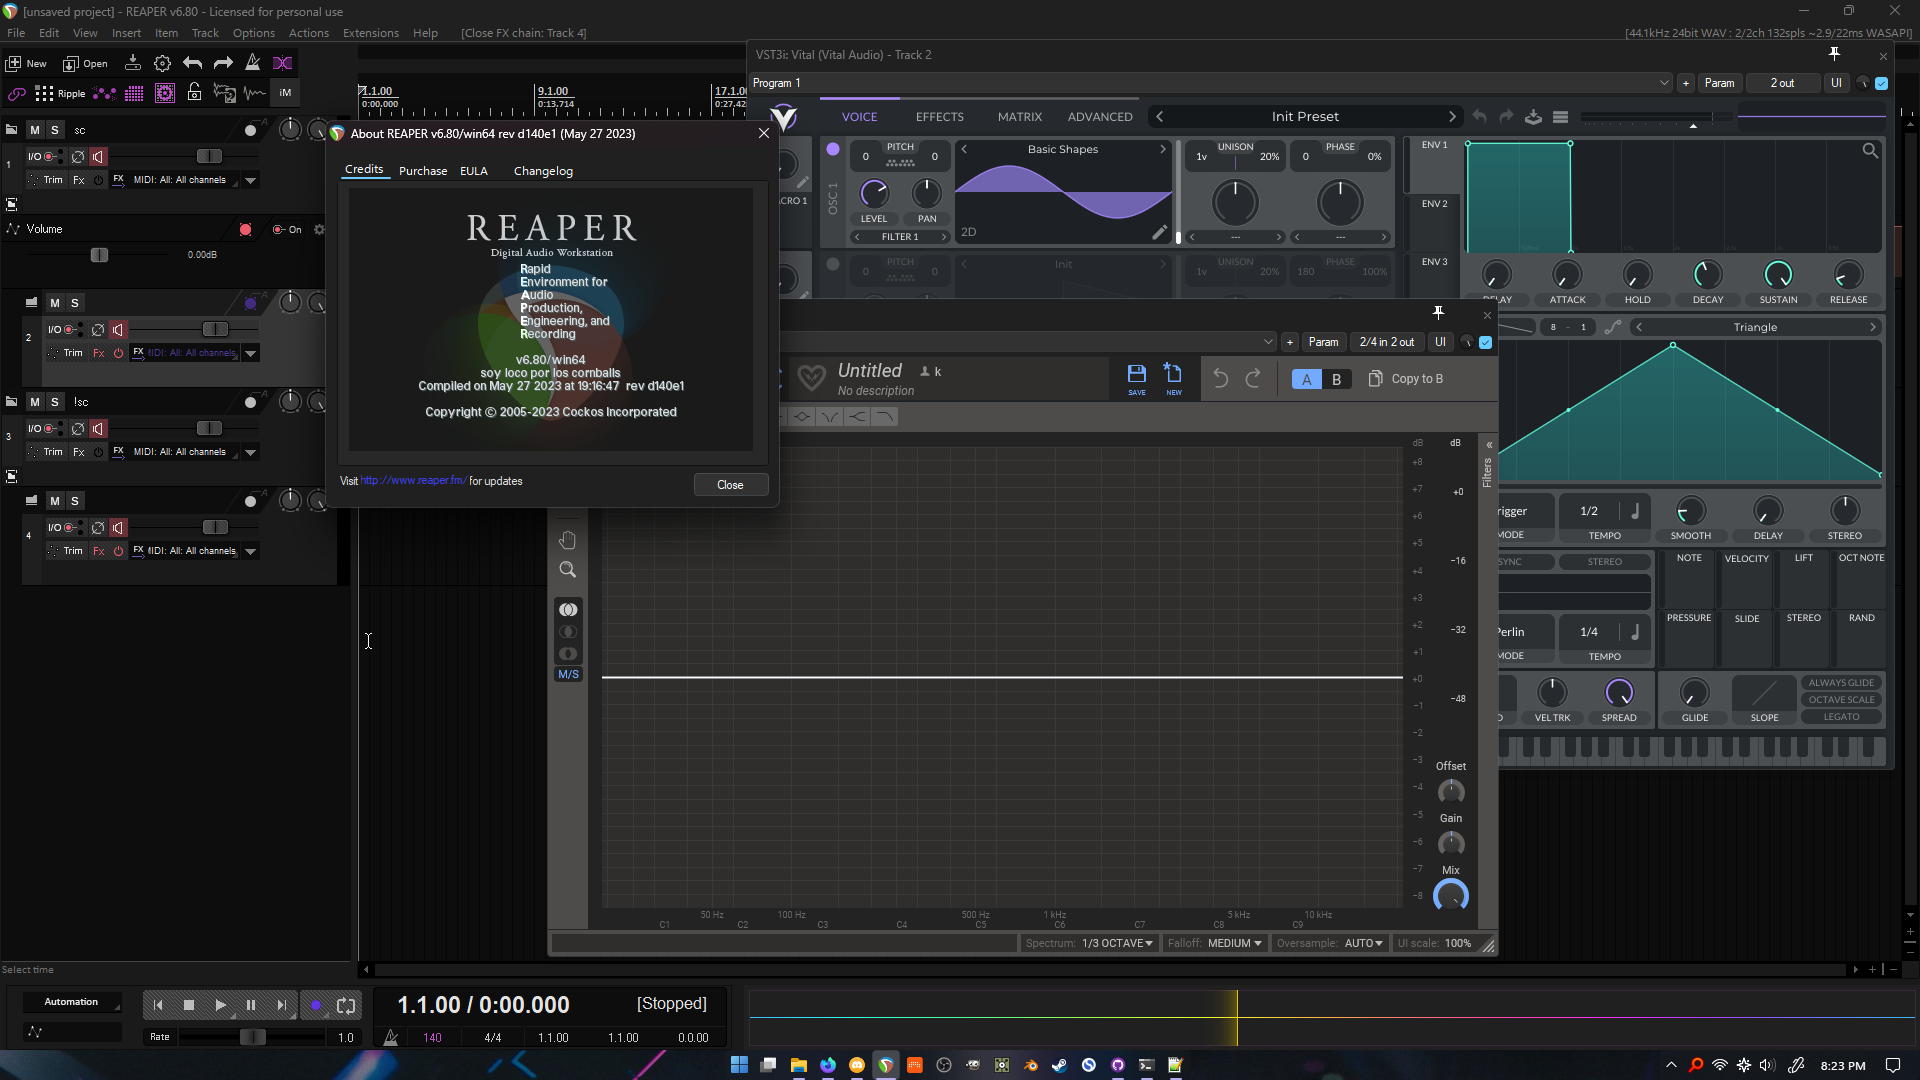 [unsaved project] - REAPER v6.80 - Licensed for personal use
File Edit View Insert Item Track Options Actions Extensions Help [Close FX chain: Track 4]
[44.1kHz 24bit WAV : 2/2ch 132spls ~2.9/22ms WASAPI]
New Open
Ripple iM
1.1.00 9.1.00 17.1.0
0:00.000 0:13.714 0:27.42
M S sc
1 I/O
Trim Fx FX MIDI: All: All channels
Volume On
0.00dB
M S
2 I/O
Trim Fx FX MIDI: All: All channels
M S !sc
3 I/O
Trim Fx FX MIDI: All: All channels
M S
4 I/O
Trim Fx FX MIDI: All: All channels
About REAPER v6.80/win64 rev d140e1 (May 27 2023)
Credits Purchase EULA Changelog
REAPER
Digital Audio Workstation
Rapid
Environment for
Audio
Production,
Engineering, and
Recording
v6.80/win64
soy loco por los cornballs
Compiled on May 27 2023 at 19:16:47 rev d140e1
Copyright © 2005-2023 Cockos Incorporated
Visit http://www.reaper.fm/ for updates
Close
VST3i: Vital (Vital Audio) - Track 2
Program 1 + Param 2 out UI
VOICE EFFECTS MATRIX ADVANCED Init Preset
CRO 1
OSC 1
0 PITCH 0
LEVEL PAN
FILTER 1
Basic Shapes
2D
UNISON
1v 20%
---
PHASE
0 0%
---
0 PITCH 0
Init
UNISON
1v 20%
PHASE
180 100%
ENV 1
ENV 2
ENV 3
DELAY ATTACK HOLD DECAY SUSTAIN RELEASE
8 - 1 Triangle
rigger 1/2
MODE TEMPO SMOOTH DELAY STEREO
SYNC STEREO
NOTE VELOCITY LIFT OCT NOTE
Perlin 1/4
MODE TEMPO
PRESSURE SLIDE STEREO RAND
VEL TRK SPREAD GLIDE SLOPE
ALWAYS GLIDE
OCTAVE SCALE
LEGATO
+ Param 2/4 in 2 out UI
Untitled k
No description
SAVE NEW
A B Copy to B
dB dB
+8
+7
+6
+5
+4
+3
+2
+1
+0
-1
-2
-3
-4
-5
-6
-7
-8
+0
-16
-32
-48
Filters
M/S
Offset
Gain
Mix
50 Hz 100 Hz 500 Hz 1 kHz 5 kHz 10 kHz
C1 C2 C3 C4 C5 C6 C7 C8 C9
Spectrum: 1/3 OCTAVE Falloff: MEDIUM Oversample: AUTO UI scale: 100%
Select time
Automation
Rate 1.0
1.1.00 / 0:00.000 [Stopped]
140 4/4 1.1.00 1.1.00 0.0.00
8:23 PM